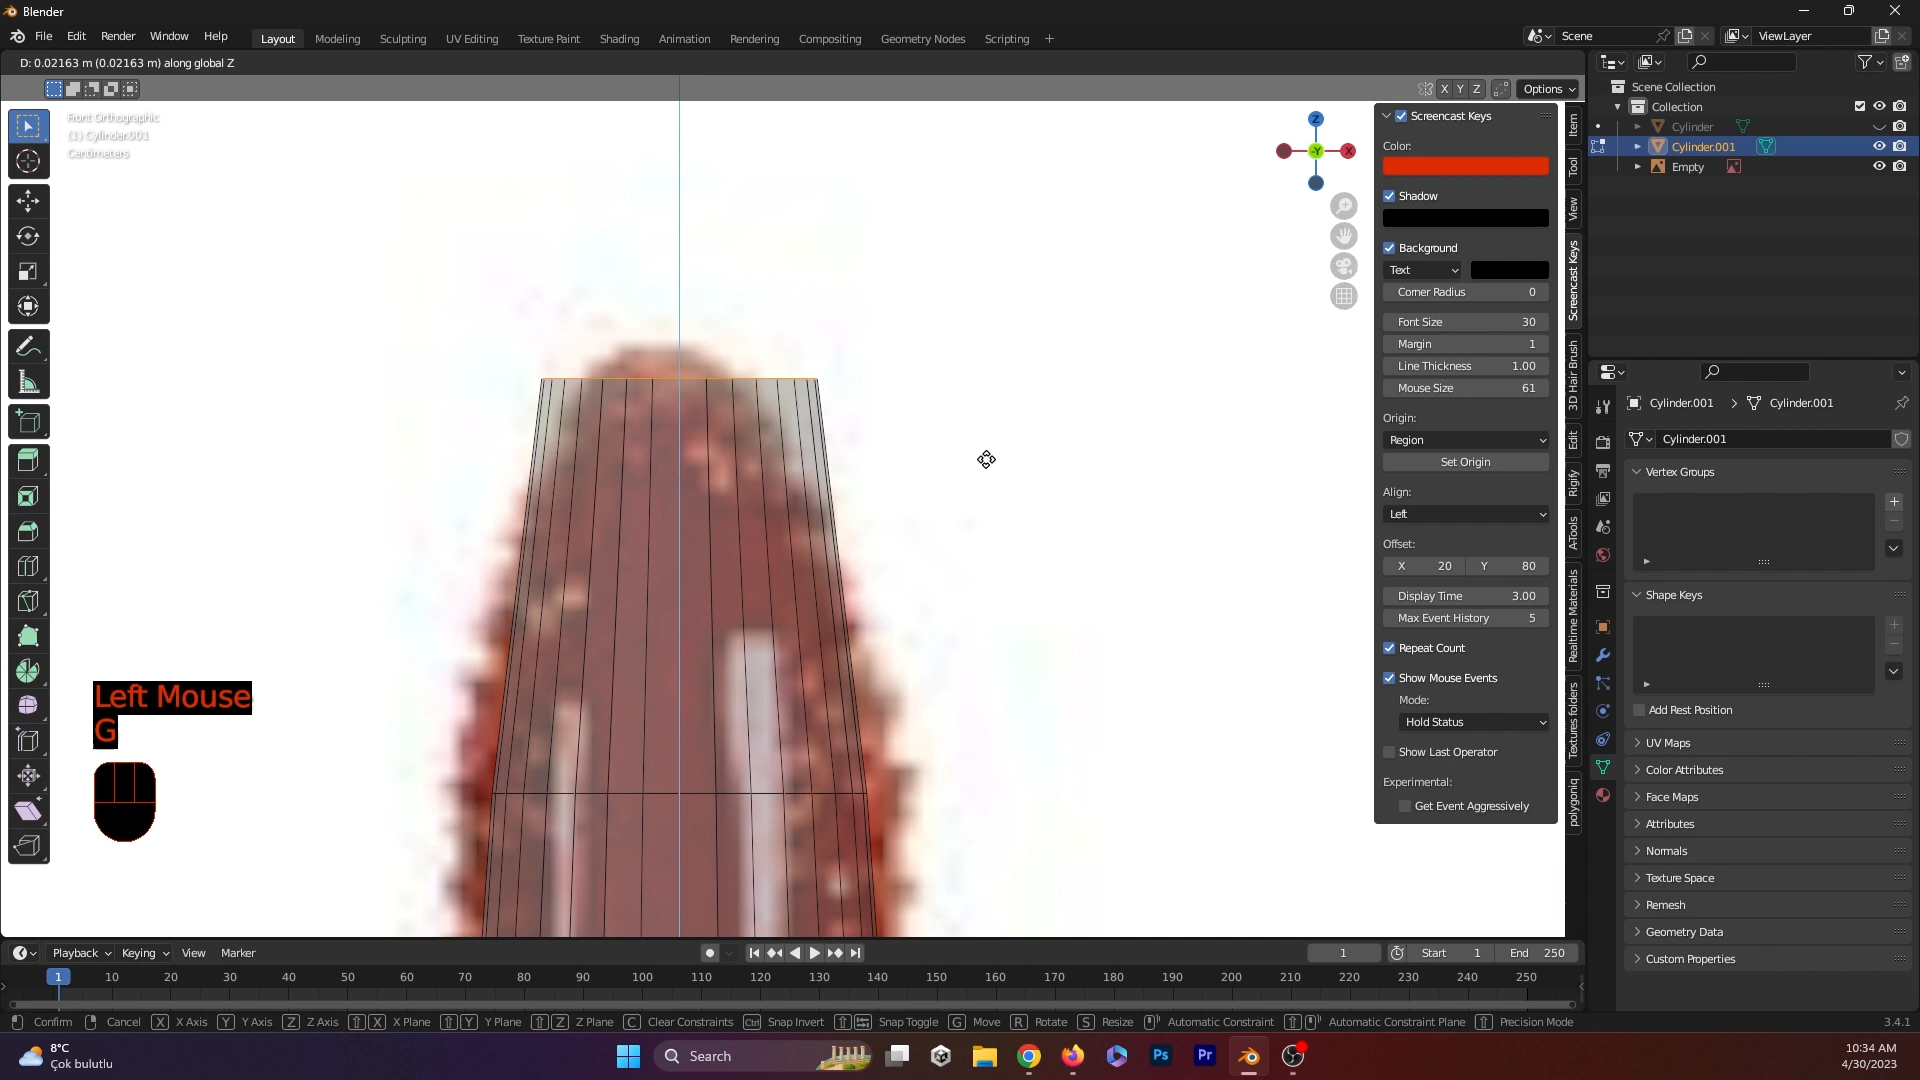 Blender
File Edit Render Window Help
Layout Modeling Sculpting UV Editing Texture Paint Shading Animation Rendering Compositing Geometry Nodes Scripting +
Scene
ViewLayer
D: 0.02163 m (0.02163 m) along global Z
X Y Z Options
Front Orthographic
(1) Cylinder.001
Centimeters
Z
-Y
X
Screencast Keys
Color:
Shadow
Background
Text
Corner Radius 0
Font Size 30
Margin 1
Line Thickness 1.00
Mouse Size 61
Origin:
Region
Set Origin
Align:
Left
Offset:
X 20 Y 80
Display Time 3.00
Max Event History 5
Repeat Count
Show Mouse Events
Mode:
Hold Status
Show Last Operator
Experimental:
Get Event Aggressively
Item
Tool
View
Screencast Keys
3D Hair Brush
Edit
Rigify
A-Tools
Realtime Materials
Textures folders
polygoniq
Scene Collection
Collection
Cylinder
Cylinder.001
Empty
Cylinder.001 > Cylinder.001
Cylinder.001
Vertex Groups
Shape Keys
Add Rest Position
UV Maps
Color Attributes
Face Maps
Attributes
Normals
Texture Space
Remesh
Geometry Data
Custom Properties
Left Mouse
G
Playback Keying View Marker
1 Start 1 End 250
1 10 20 30 40 50 60 70 80 90 100 110 120 130 140 150 160 170 180 190 200 210 220 230 240 250
Confirm Cancel X X Axis Y Y Axis Z Z Axis X X Plane Y Y Plane Z Z Plane C Clear Constraints Ctrl Snap Invert Snap Toggle G Move R Rotate S Resize Automatic Constraint Automatic Constraint Plane Precision Mode 3.4.1
8°C
Çok bulutlu
Search
Ps
Pr
10:34 AM
4/30/2023